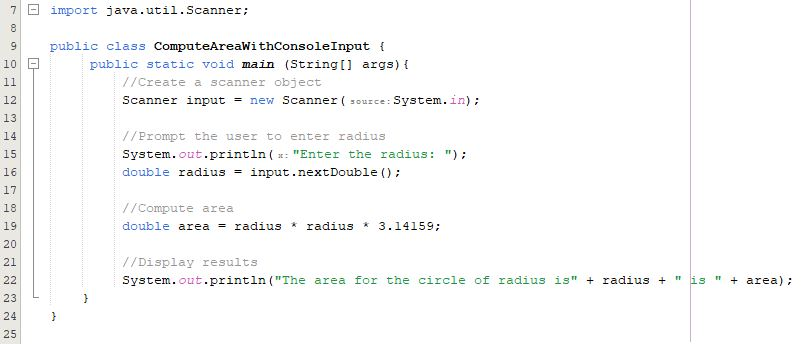 7 import java.util.Scanner;
8
9 public class ComputeAreaWithConsoleInput {
10 public static void main (String[] args){
11 //Create a scanner object
12 Scanner input = new Scanner( source: System.in);
13
14 //Prompt the user to enter radius
15 System.out.println( x: "Enter the radius: ");
16 double radius = input.nextDouble();
17
18 //Compute area
19 double area = radius * radius * 3.14159;
20
21 //Display results
22 System.out.println("The area for the circle of radius is" + radius + " is " + area);
23 }
24 }
25